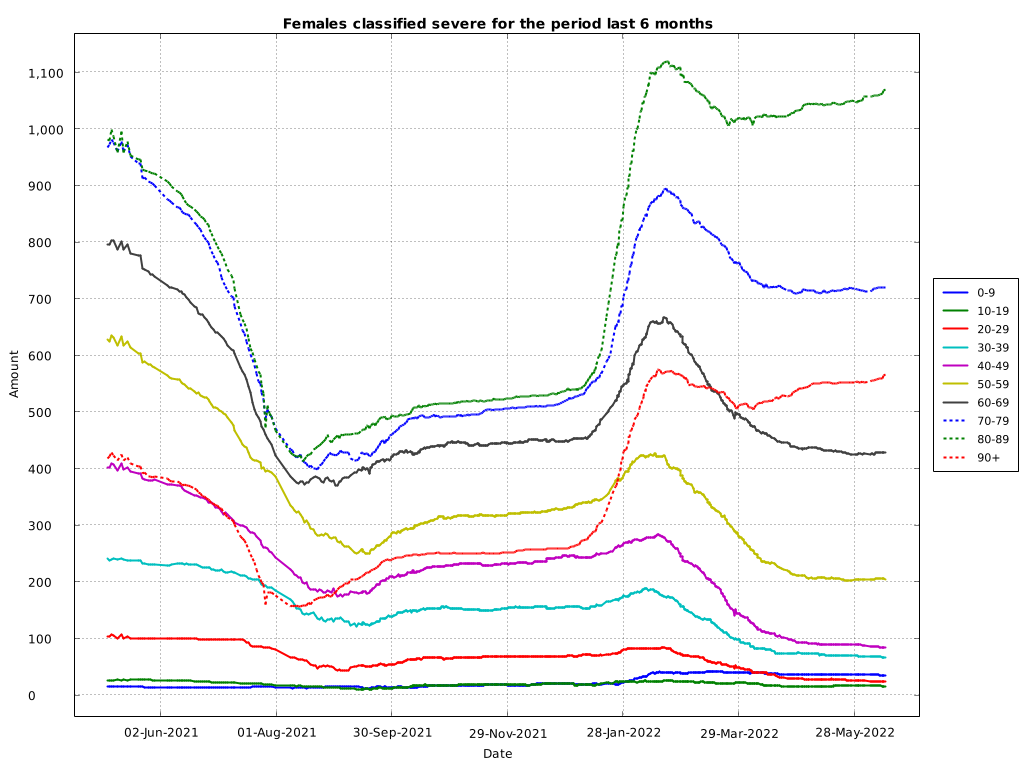 Females classified severe for the period last 6 months
1,100
1,000
900
800
700
600
500
400
300
200
100
0
Amount
02-Jun-2021
01-Aug-2021
30-Sep-2021
29-Nov-2021
28-Jan-2022
29-Mar-2022
28-May-2022
Date
0-9
10-19
20-29
30-39
40-49
50-59
60-69
70-79
80-89
90+